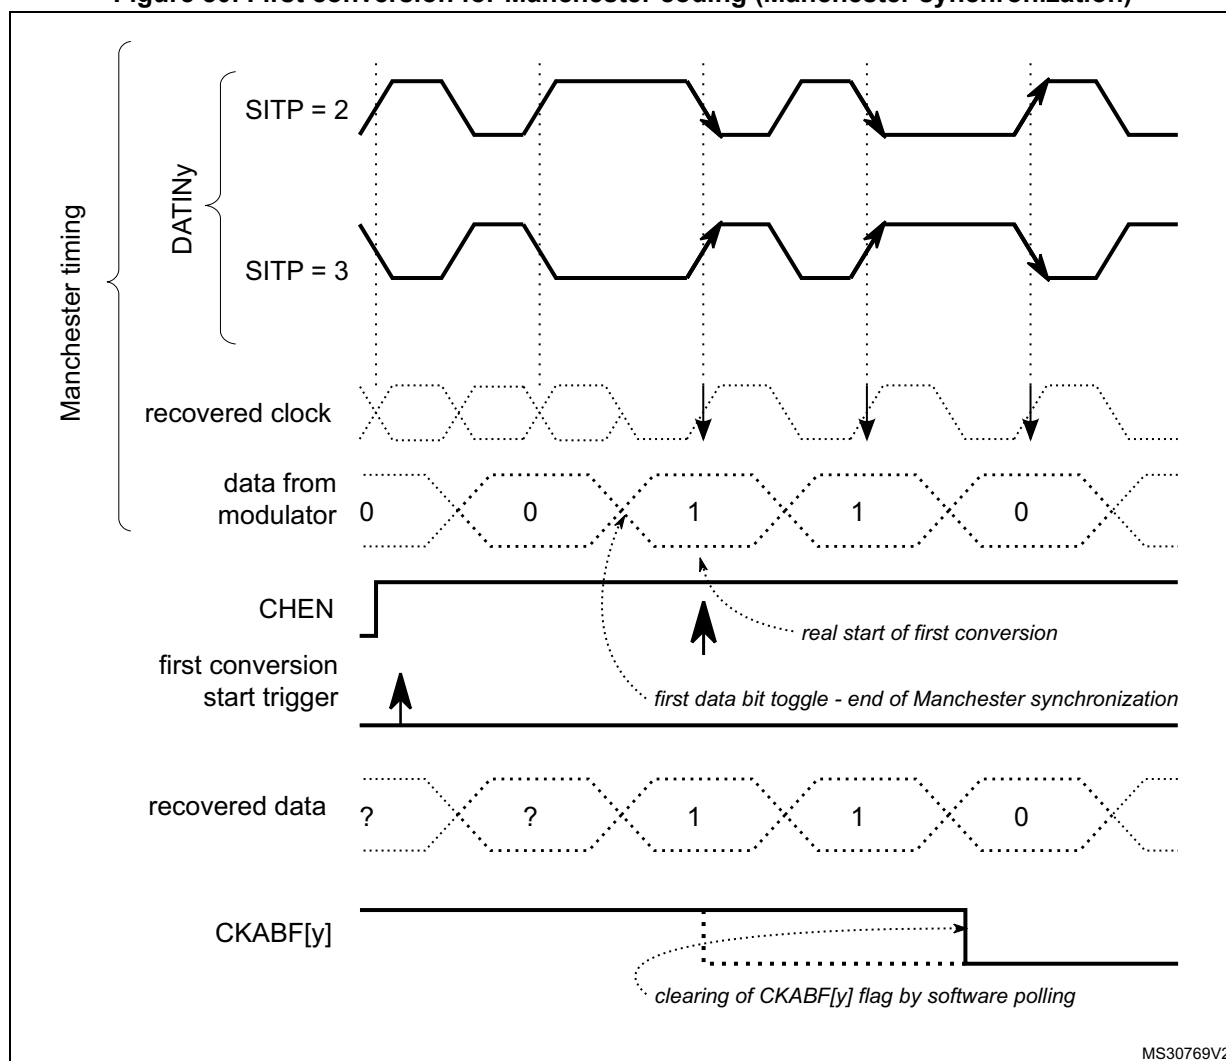 Figure 30. First conversion for Manchester coding (Manchester synchronization)
Manchester timing
DATINy
SITP = 2
SITP = 3
recovered clock
data from
modulator
0 0 1 1 0
CHEN
real start of first conversion
first conversion
start trigger
first data bit toggle - end of Manchester synchronization
recovered data
? ? 1 1 0
CKABF[y]
clearing of CKABF[y] flag by software polling
MS30769V2